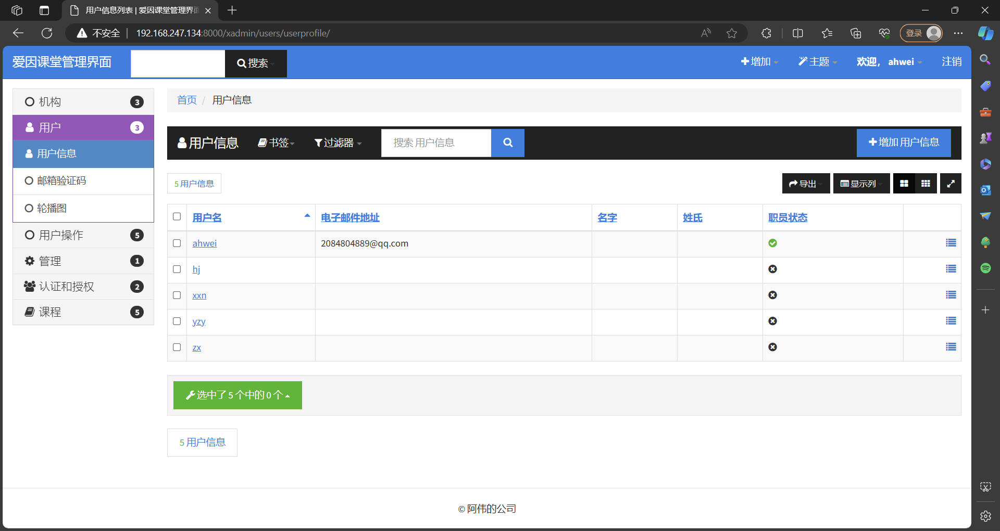 用户信息列表 | 爱因课堂管理界面
不安全 192.168.247.134:8000/xadmin/users/userprofile/
登录
爱因课堂管理界面 搜索 增加 主题 欢迎， ahwei 注销
机构 3
用户 3
用户信息
邮箱验证码
轮播图
用户操作 5
管理 1
认证和授权 2
课程 5
首页 / 用户信息
用户信息 书签 过滤器 搜索 用户信息 增加 用户信息
5 用户信息 导出 显示列
用户名 电子邮件地址 名字 姓氏 职员状态
ahwei 2084804889@qq.com
hj
xxn
yzy
zx
选中了 5 个中的 0 个
5 用户信息
© 阿伟的公司